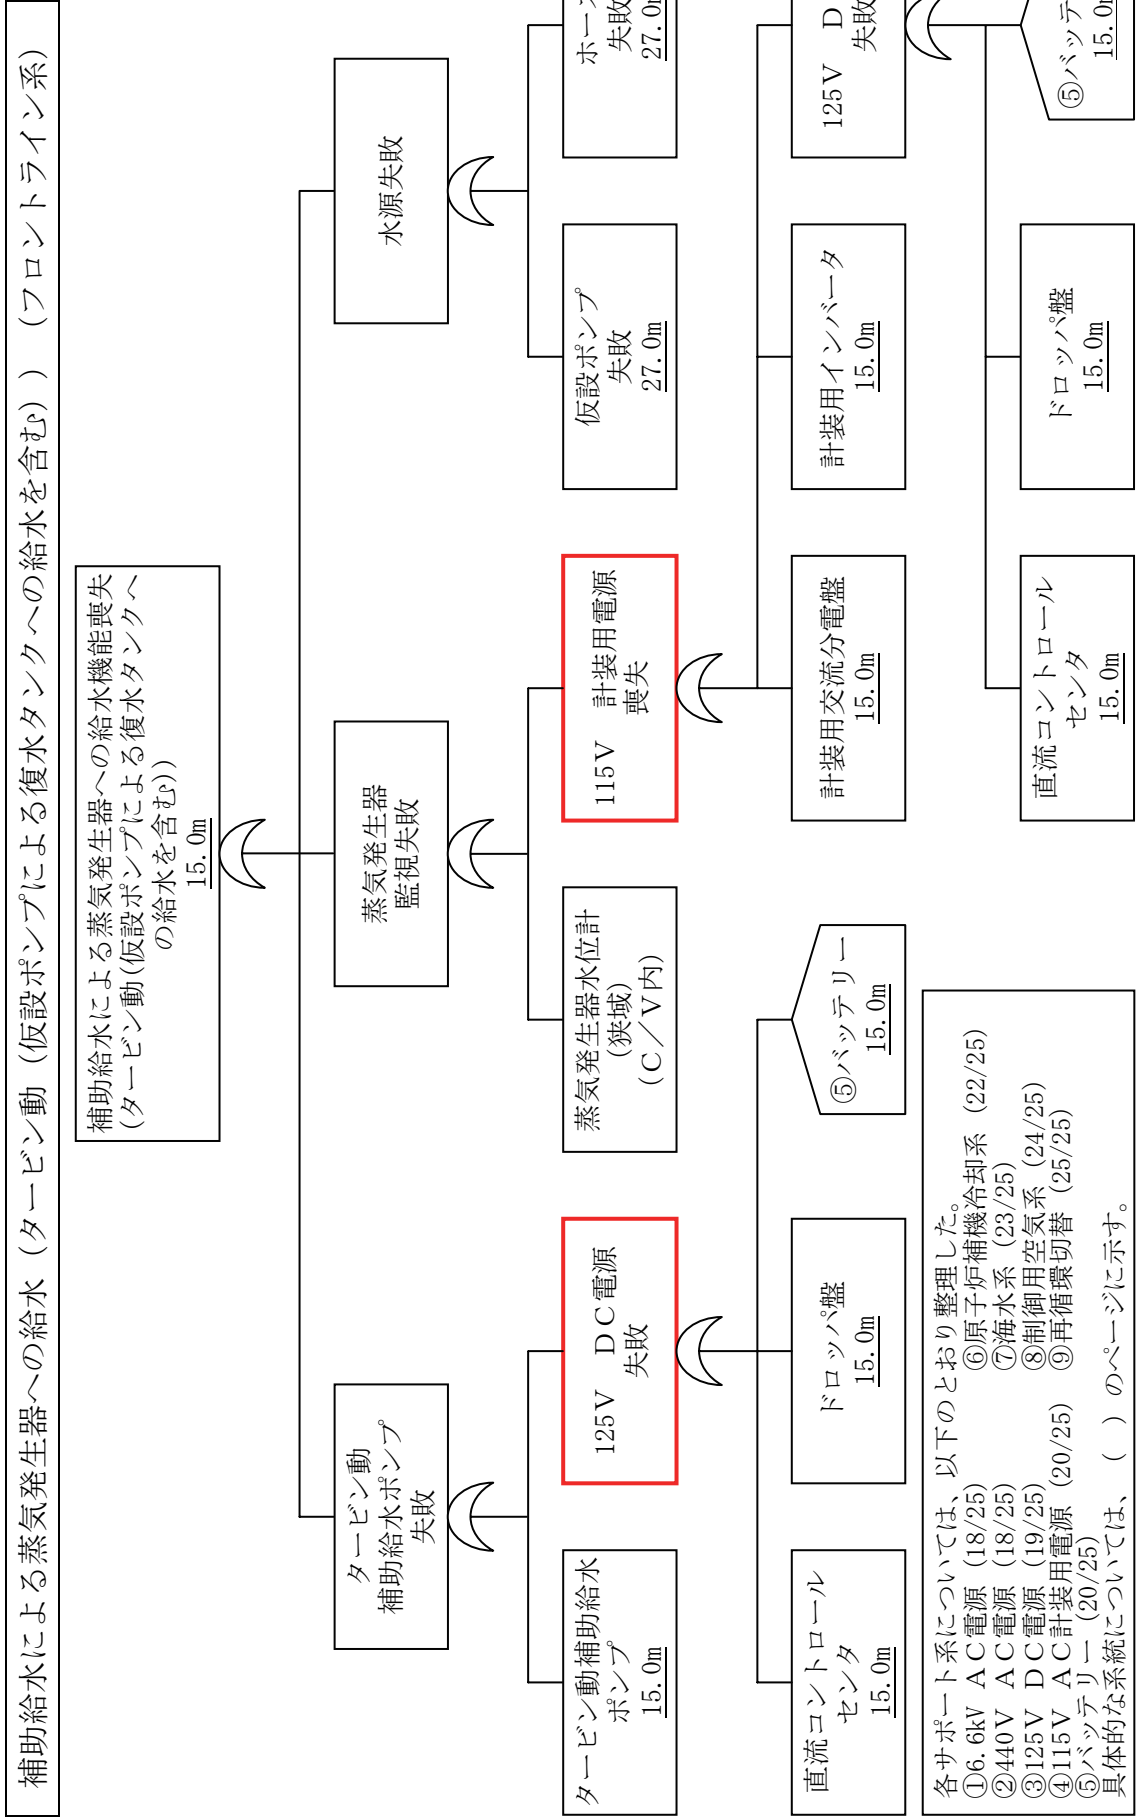 補助給水による蒸気発生器への給水（タービン動（仮設ポンプによる復水タンクへの給水を含む））（フロントライン系）
補助給水による蒸気発生器への給水機能喪失
(タービン動(仮設ポンプによる復水タンクへ
の給水を含む))
15.0m
タービン動
補助給水ポンプ
失敗
蒸気発生器
監視失敗
水源失敗
タービン動補助給水
ポンプ
15.0m
125V　ＤＣ電源
失敗
蒸気発生器水位計
(狭域)
(Ｃ／Ｖ内)
115V　計装用電源
喪失
仮設ポンプ
失敗
27.0m
ホース
失敗
27.0m
直流コントロール
センタ
15.0m
ドロッパ盤
15.0m
⑤バッテリー
15.0m
計装用交流分電盤
15.0m
計装用インバータ
15.0m
125V　Ｄ
失敗
直流コントロール
センタ
15.0m
ドロッパ盤
15.0m
⑤バッテ
15.0m
各サポート系については、以下のとおり整理した。
①6.6kV ＡＣ電源 (18/25)　⑥原子炉補機冷却系 (22/25)
②440V ＡＣ電源 (18/25)　⑦海水系 (23/25)
③125V ＤＣ電源 (19/25)　⑧制御用空気系 (24/25)
④115V ＡＣ計装用電源 (20/25)　⑨再循環切替 (25/25)
⑤バッテリー (20/25)
具体的な系統については、（ ）のページに示す。